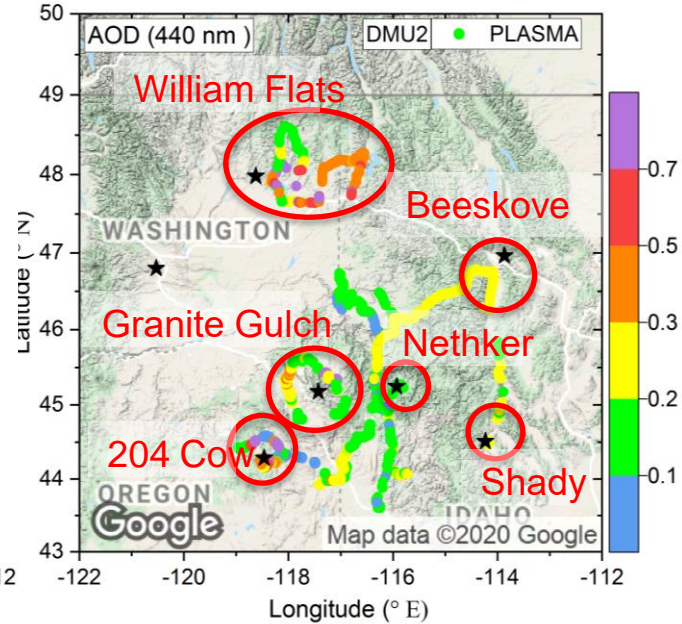 50
AOD (440 nm )
DMU2
PLASMA
William Flats
49
48
0.7
Beeskove
WASHINGTON
47
0.5
Latitude (° N)
Granite Gulch
Nethker
46
0.3
45
0.2
204 Cow
Shady
44
0.1
OREGON
IDAHO
Google
Map data ©2020 Google
43
12
-122
-120
-118
-116
-114
-112
Longitude (° E)